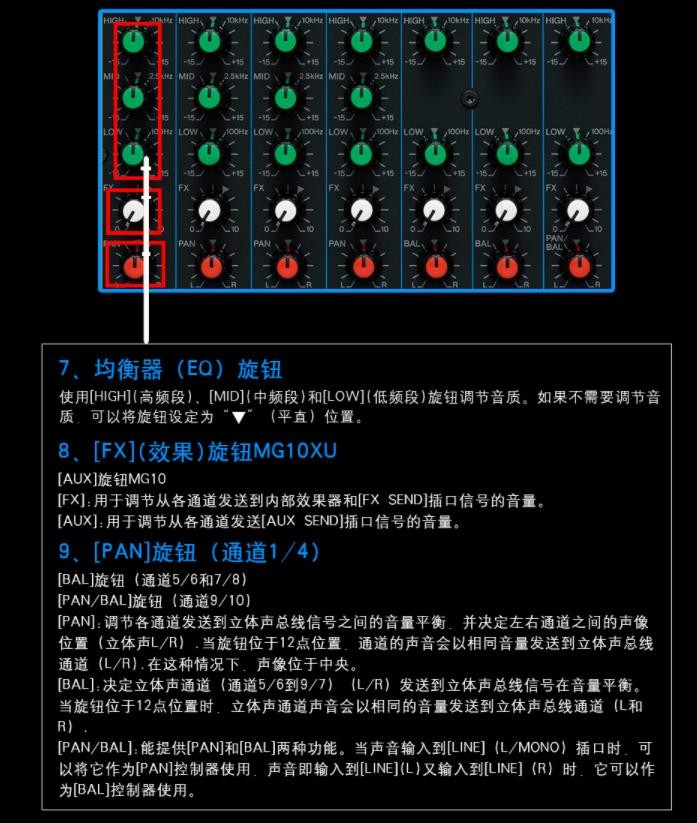 HIGH 10kHz HIGH 10kHz HIGH 10kHz HIGH 10kHz HIGH 10kHz HIGH 10kHz HIGH 10kHz
-15 +15 -15 +15 -15 +15 -15 +15 -15 +15 -15 +15 -15 +15
MID 2.5kHz MID 2.5kHz MID 2.5kHz MID 2.5kHz
-15 +15 -15 +15 -15 +15 -15 +15
LOW 100Hz LOW 100Hz LOW 100Hz LOW 100Hz LOW 100Hz LOW 100Hz LOW 100Hz
-15 +15 -15 +15 -15 +15 -15 +15 -15 +15 -15 +15 -15 +15
FX FX FX FX FX FX FX
0 10 0 10 0 10 0 10 0 10 0 10 0 10
PAN PAN PAN PAN BAL BAL PAN/BAL
L R L R L R L R L R L R L R
7、均衡器（EQ）旋钮
使用[HIGH](高频段)、[MID](中频段)和[LOW](低频段)旋钮调节音质。如果不需要调节音
质．可以将旋钮设定为“▼”（平直）位置。
8、[FX](效果)旋钮MG10XU
[AUX]旋钮MG10
[FX]:用于调节从各通道发送到内部效果器和[FX SEND]插口信号的音量。
[AUX]:用于调节从各通道发送[AUX SEND]插口信号的音量。
9、[PAN]旋钮（通道1/4）
[BAL]旋钮（通道5/6和7/8）
[PAN/BAL]旋钮（通道9/10）
[PAN]:调节各通道发送到立体声总线信号之间的音量平衡．并决定左右通道之间的声像
位置（立体声L/R）.当旋钮位于12点位置．通道的声音会以相同音量发送到立体声总线
通道（L/R).在这种情况下．声像位于中央。
[BAL]:决定立体声通道（通道5/6到9/7）（L/R）发送到立体声总线信号在音量平衡。
当旋钮位于12点位置时．立体声通道声音会以相同的音量发送到立体声总线通道（L和
R）.
[PAN/BAL]:能提供[PAN]和[BAL]两种功能。当声音输入到[LINE]（L/MONO）插口时．可
以将它作为[PAN]控制器使用．声音即输入到[LINE](L)又输入到[LINE]（R）时．它可以作
为[BAL]控制器使用。